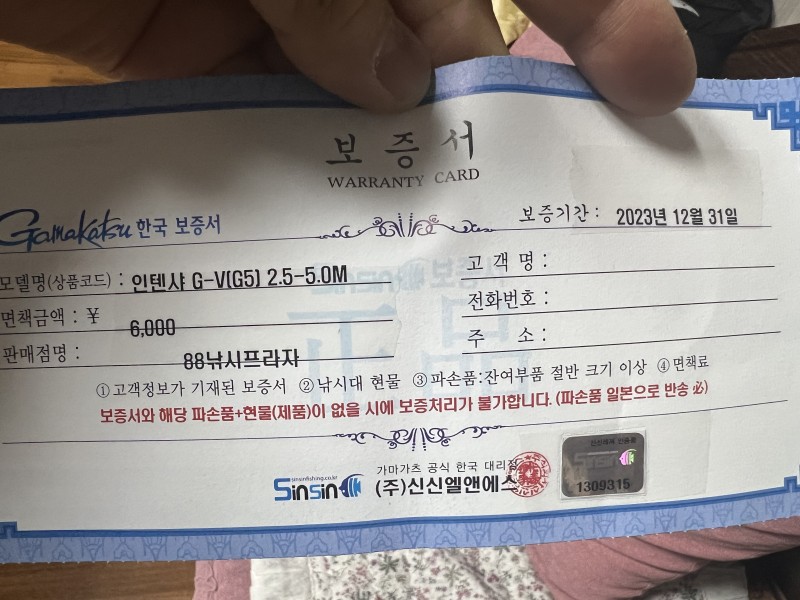 보증서
WARRANTY CARD
Gamakatsu 한국 보증서
보증기간 : 2023년 12월 31일
모델명(상품코드) : 인텐샤 G-V(G5) 2.5-5.0M
고 객 명 :
면책금액 : ¥ 6,000
전화번호 :
판매점명 : 88낚시프라자
주 소 :
①고객정보가 기재된 보증서 ②낚시대 현물 ③파손품:잔여부품 절반 크기 이상 ④면책료
보증서와 해당 파손품+현물(제품)이 없을 시에 보증처리가 불가합니다. (파손품 일본으로 반송 必)
sinsinfishing.co.kr
SinSin
가마가츠 공식 한국 대리점
(주)신신엘앤에스
1309315